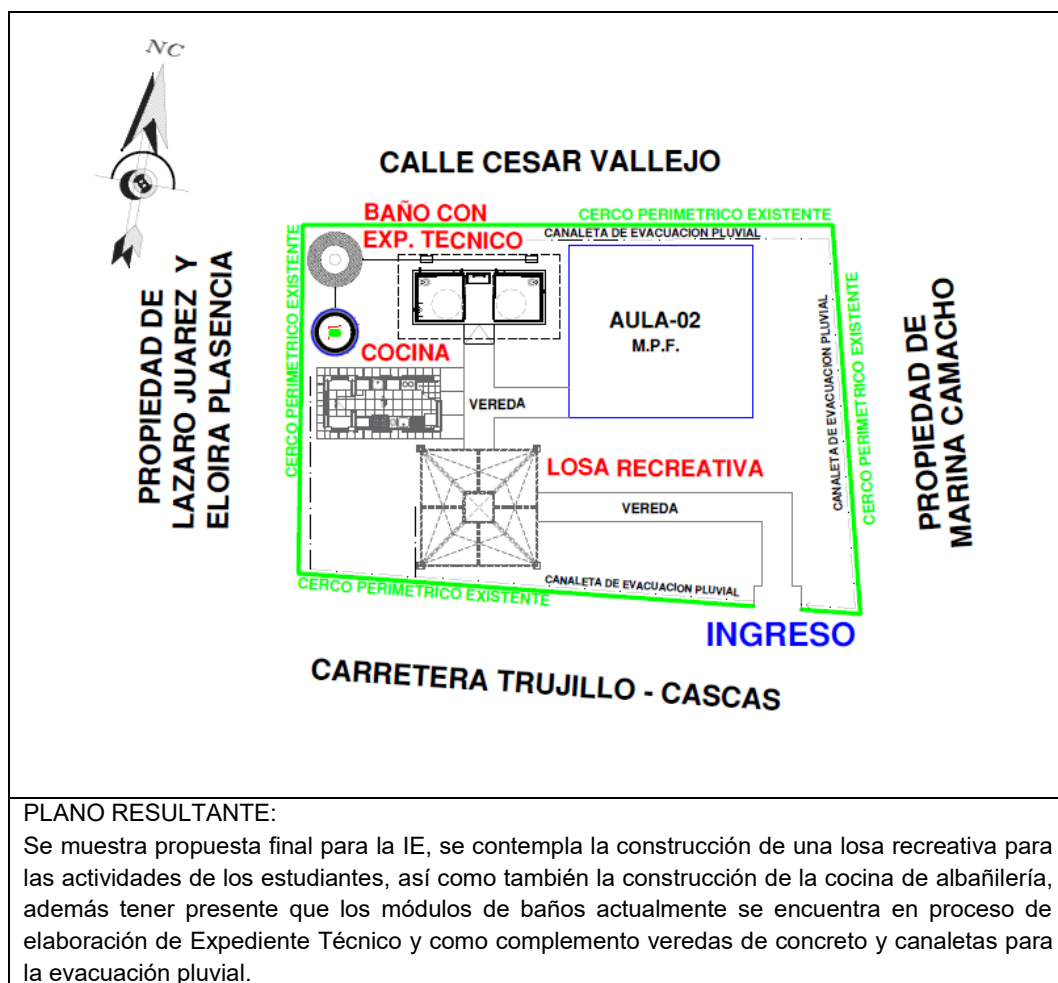 NC
CALLE CESAR VALLEJO
BAÑO CON
EXP. TECNICO
CERCO PERIMETRICO EXISTENTE
CANALETA DE EVACUACION PLUVIAL
PROPIEDAD DE
LAZARO JUAREZ Y
ELOIRA PLASENCIA
CERCO PERIMETRICO EXISTENTE
AULA-02
M.P.F.
CANALETA DE EVACUACION PLUVIAL
CERCO PERIMETRICO EXISTENTE
PROPIEDAD DE
MARINA CAMACHO
COCINA
VEREDA
LOSA RECREATIVA
VEREDA
CERCO PERIMETRICO EXISTENTE
CANALETA DE EVACUACION PLUVIAL
INGRESO
CARRETERA TRUJILLO - CASCAS
PLANO RESULTANTE:
Se muestra propuesta final para la IE, se contempla la construcción de una losa recreativa para
las actividades de los estudiantes, así como también la construcción de la cocina de albañilería,
además tener presente que los módulos de baños actualmente se encuentra en proceso de
elaboración de Expediente Técnico y como complemento veredas de concreto y canaletas para
la evacuación pluvial.